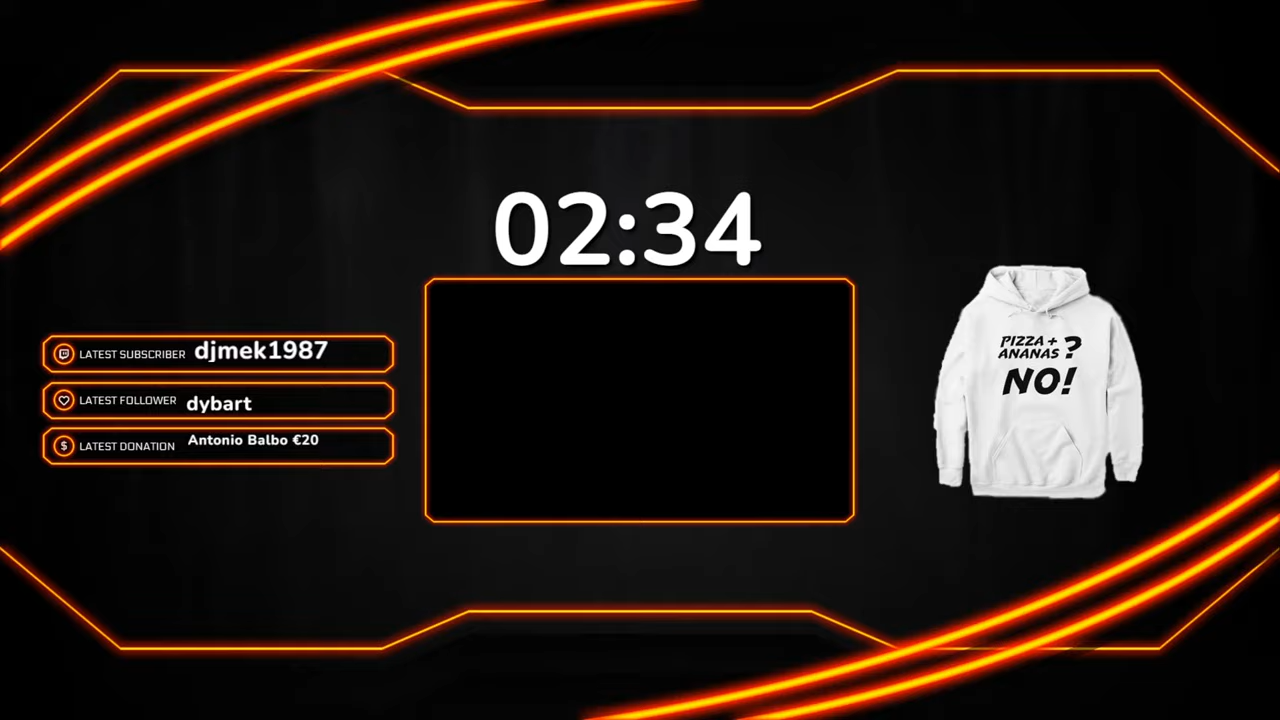 02:34
LATEST SUBSCRIBER djmek1987
LATEST FOLLOWER dybart
LATEST DONATION Antonio Balbo €20
PIZZA +
ANANAS ?
NO!